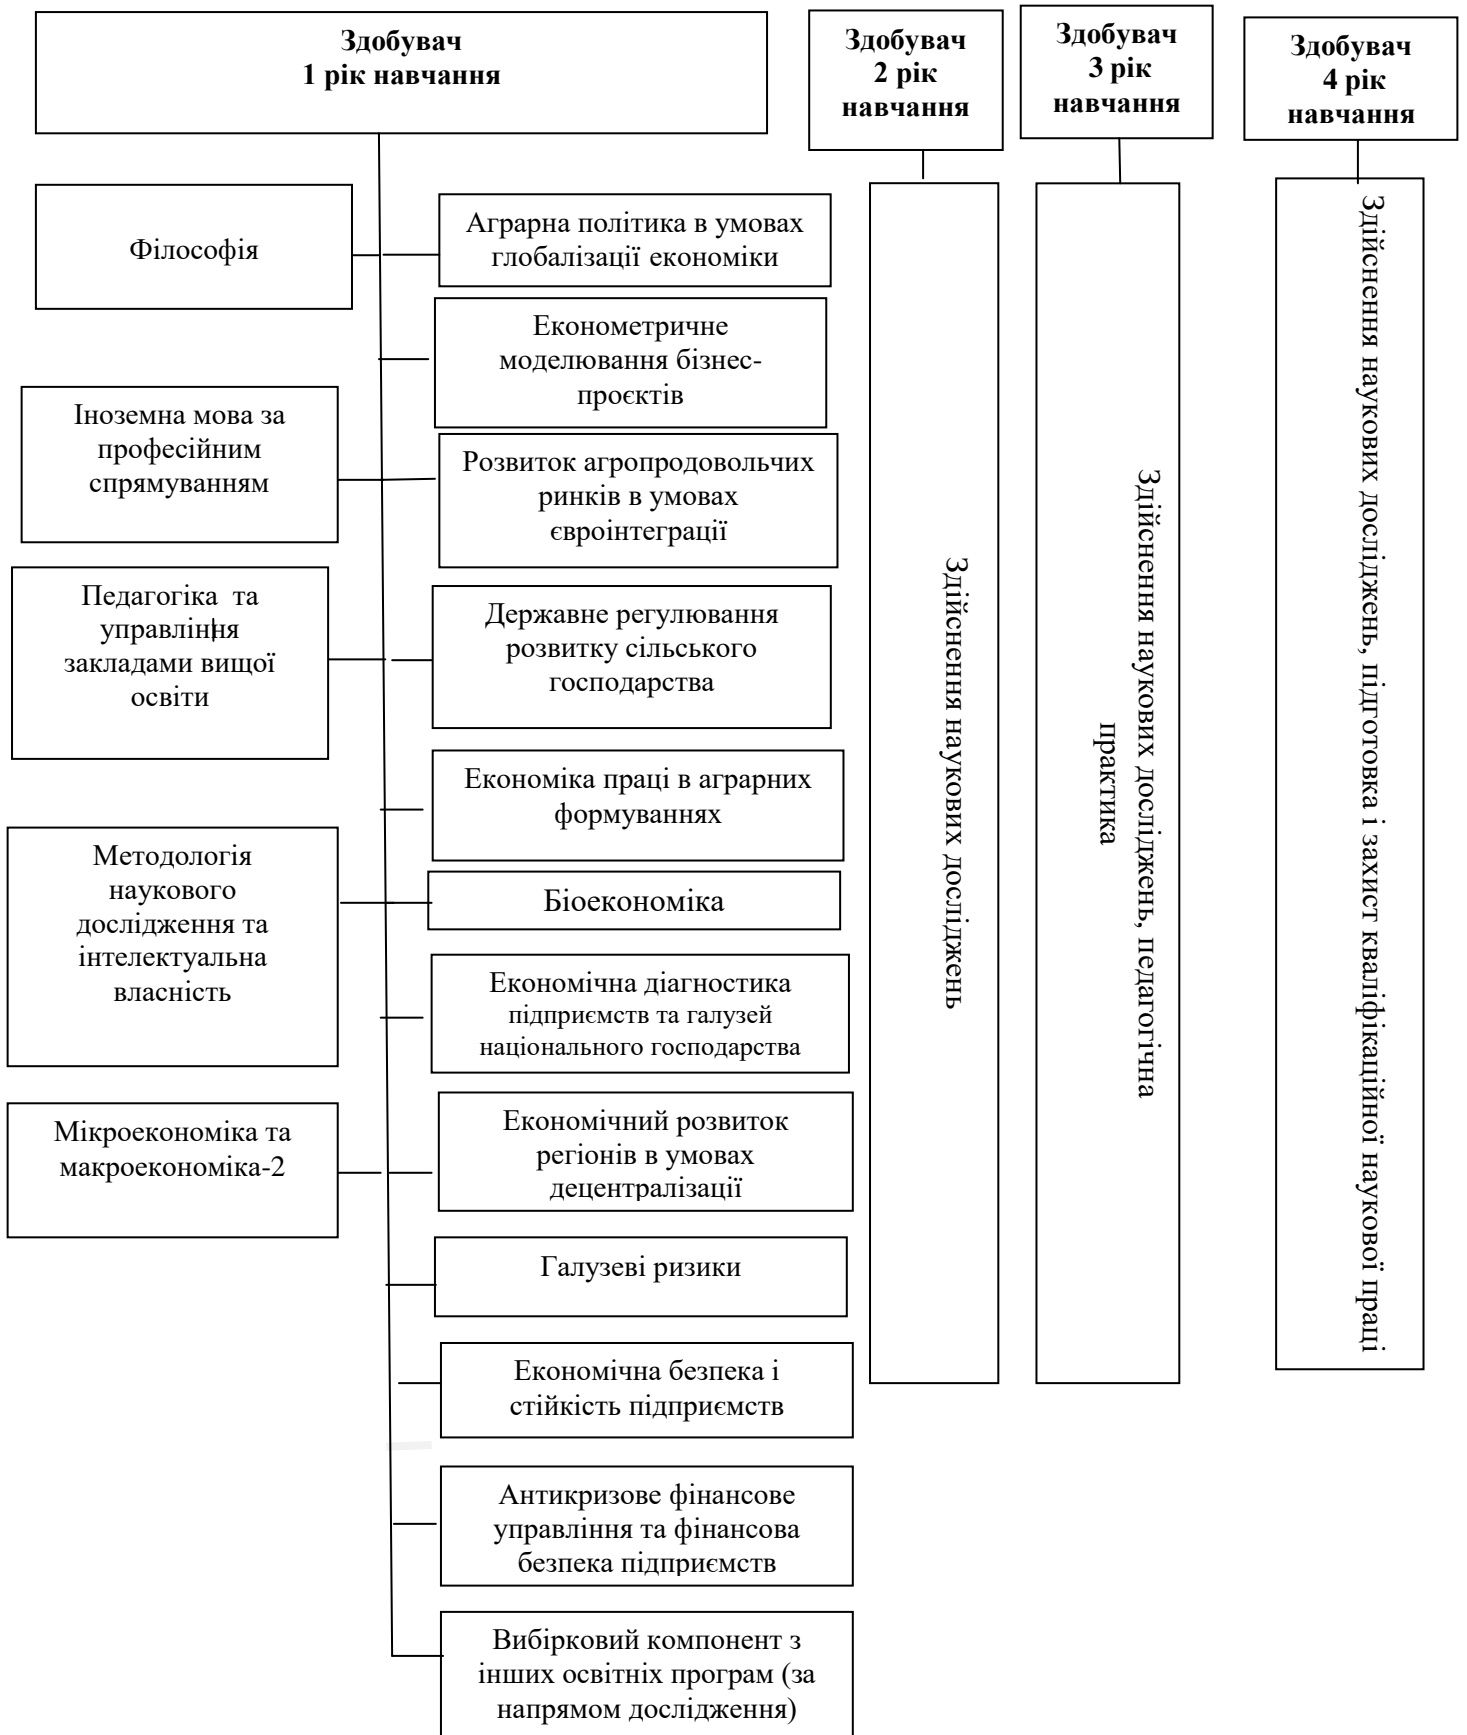 Здобувач
1 рік навчання
Здобувач
2 рік
навчання
Здобувач
3 рік
навчання
Здобувач
4 рік
навчання
Філософія
Іноземна мова за
професійним
спрямуванням
Педагогіка та
управління
закладами вищої
освіти
Методологія
наукового
дослідження та
інтелектуальна
власність
Мікроекономіка та
макроекономіка-2
Аграрна політика в умовах
глобалізації економіки
Економетричне
моделювання бізнес-
проєктів
Розвиток агропродовольчих
ринків в умовах
євроінтеграції
Державне регулювання
розвитку сільського
господарства
Економіка праці в аграрних
формуваннях
Біоекономіка
Економічна діагностика
підприємств та галузей
національного господарства
Економічний розвиток
регіонів в умовах
децентралізації
Галузеві ризики
Економічна безпека і
стійкість підприємств
Антикризове фінансове
управління та фінансова
безпека підприємств
Вибірковий компонент з
інших освітніх програм (за
напрямом дослідження)
Здійснення наукових досліджень
Здійснення наукових досліджень, педагогічна
практика
Здійснення наукових досліджень, підготовка і захист кваліфікаційної наукової праці